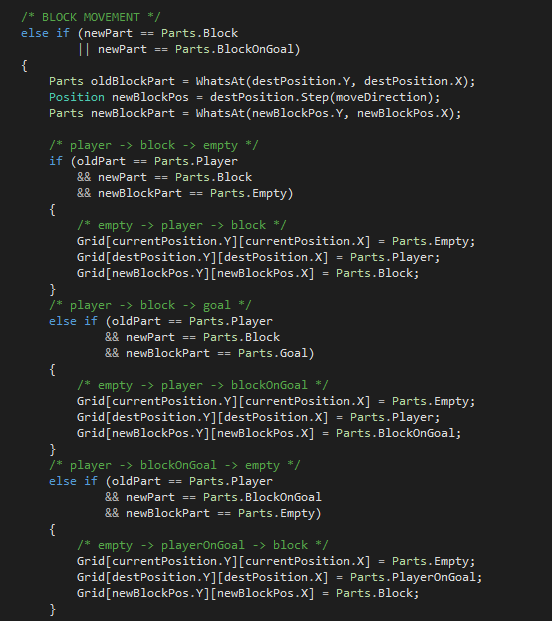 /* BLOCK MOVEMENT */
else if (newPart == Parts.Block
|| newPart == Parts.BlockOnGoal)
{
Parts oldBlockPart = WhatsAt(destPosition.Y, destPosition.X);
Position newBlockPos = destPosition.Step(moveDirection);
Parts newBlockPart = WhatsAt(newBlockPos.Y, newBlockPos.X);
/* player -> block -> empty */
if (oldPart == Parts.Player
&& newPart == Parts.Block
&& newBlockPart == Parts.Empty)
{
/* empty -> player -> block */
Grid[currentPosition.Y][currentPosition.X] = Parts.Empty;
Grid[destPosition.Y][destPosition.X] = Parts.Player;
Grid[newBlockPos.Y][newBlockPos.X] = Parts.Block;
}
/* player -> block -> goal */
else if (oldPart == Parts.Player
&& newPart == Parts.Block
&& newBlockPart == Parts.Goal)
{
/* empty -> player -> blockOnGoal */
Grid[currentPosition.Y][currentPosition.X] = Parts.Empty;
Grid[destPosition.Y][destPosition.X] = Parts.Player;
Grid[newBlockPos.Y][newBlockPos.X] = Parts.BlockOnGoal;
}
/* player -> blockOnGoal -> empty */
else if (oldPart == Parts.Player
&& newPart == Parts.BlockOnGoal
&& newBlockPart == Parts.Empty)
{
/* empty -> playerOnGoal -> block */
Grid[currentPosition.Y][currentPosition.X] = Parts.Empty;
Grid[destPosition.Y][destPosition.X] = Parts.PlayerOnGoal;
Grid[newBlockPos.Y][newBlockPos.X] = Parts.Block;
}